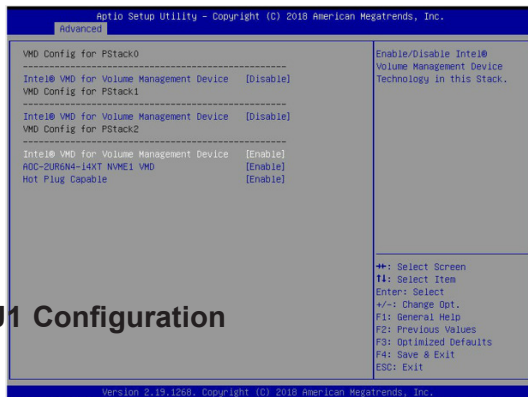 Aptio Setup Utility – Copyright (C) 2018 American Megatrends, Inc.
Advanced
VMD Config for PStack0
------------------------------------------------
Intel® VMD for Volume Management Device [Disable]
VMD Config for PStack1
------------------------------------------------
Intel® VMD for Volume Management Device [Disable]
VMD Config for PStack2
------------------------------------------------
Intel® VMD for Volume Management Device [Enable]
AOC-2UR6N4-i4XT NVME1 VMD [Enable]
Hot Plug Capable [Enable]
Enable/Disable Intel®
Volume Management Device
Technology in this Stack.
→←: Select Screen
↑↓: Select Item
Enter: Select
+/-: Change Opt.
F1: General Help
F2: Previous Values
F3: Optimized Defaults
F4: Save & Exit
ESC: Exit
1 Configuration
Version 2.19.1268. Copyright (C) 2018 American Megatrends, Inc.